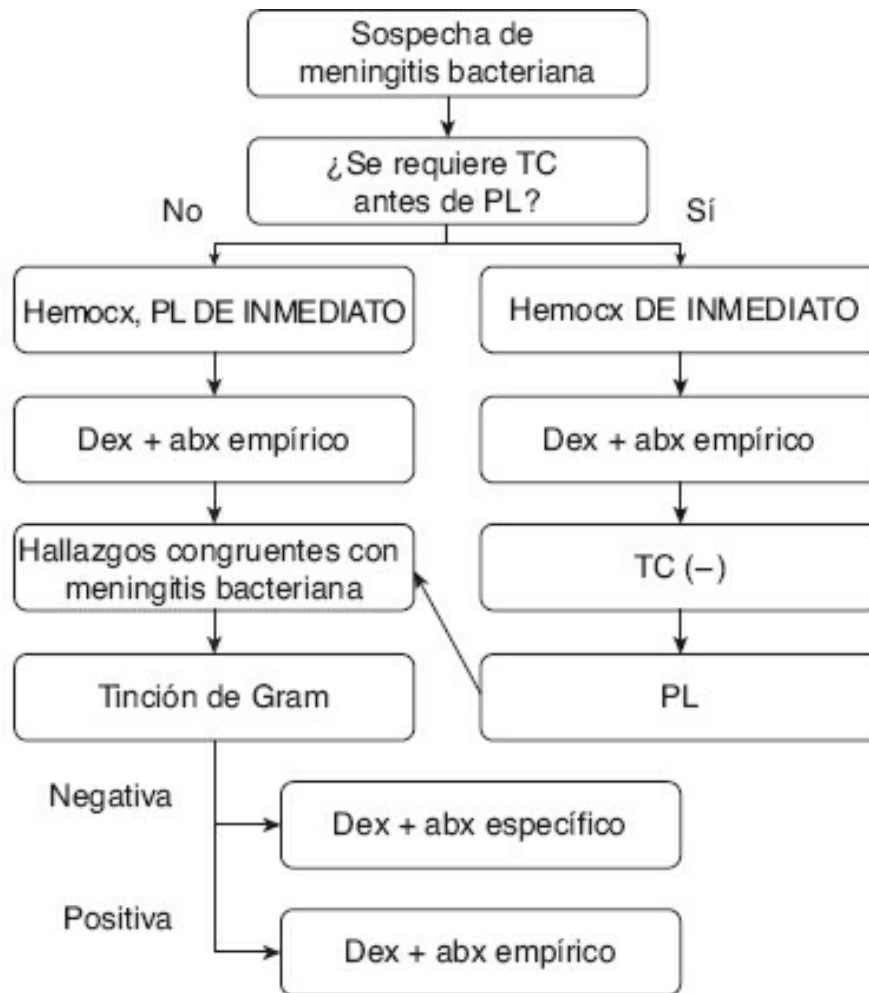 Sospecha de
meningitis bacteriana
¿Se requiere TC
antes de PL?
No
Sí
Hemocx, PL DE INMEDIATO
Hemocx DE INMEDIATO
Dex + abx empírico
Dex + abx empírico
Hallazgos congruentes con
meningitis bacteriana
TC (–)
Tinción de Gram
PL
Negativa
Dex + abx específico
Positiva
Dex + abx empírico